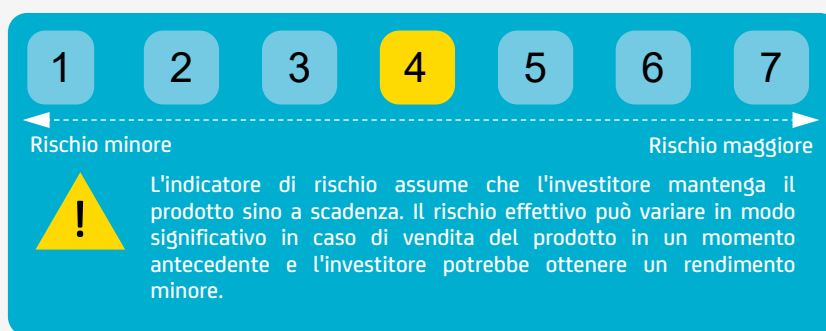 1 2 3 4 5 6 7
Rischio minore Rischio maggiore
L'indicatore di rischio assume che l'investitore mantenga il
prodotto sino a scadenza. Il rischio effettivo può variare in modo
significativo in caso di vendita del prodotto in un momento
antecedente e l'investitore potrebbe ottenere un rendimento
minore.
!